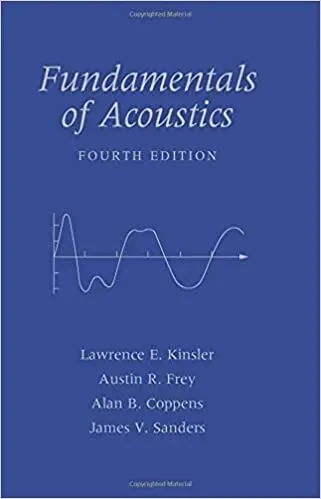 Fundamentals
of Acoustics
FOURTH EDITION
Lawrence E. Kinsler
Austin R. Frey
Alan B. Coppens
James V. Sanders